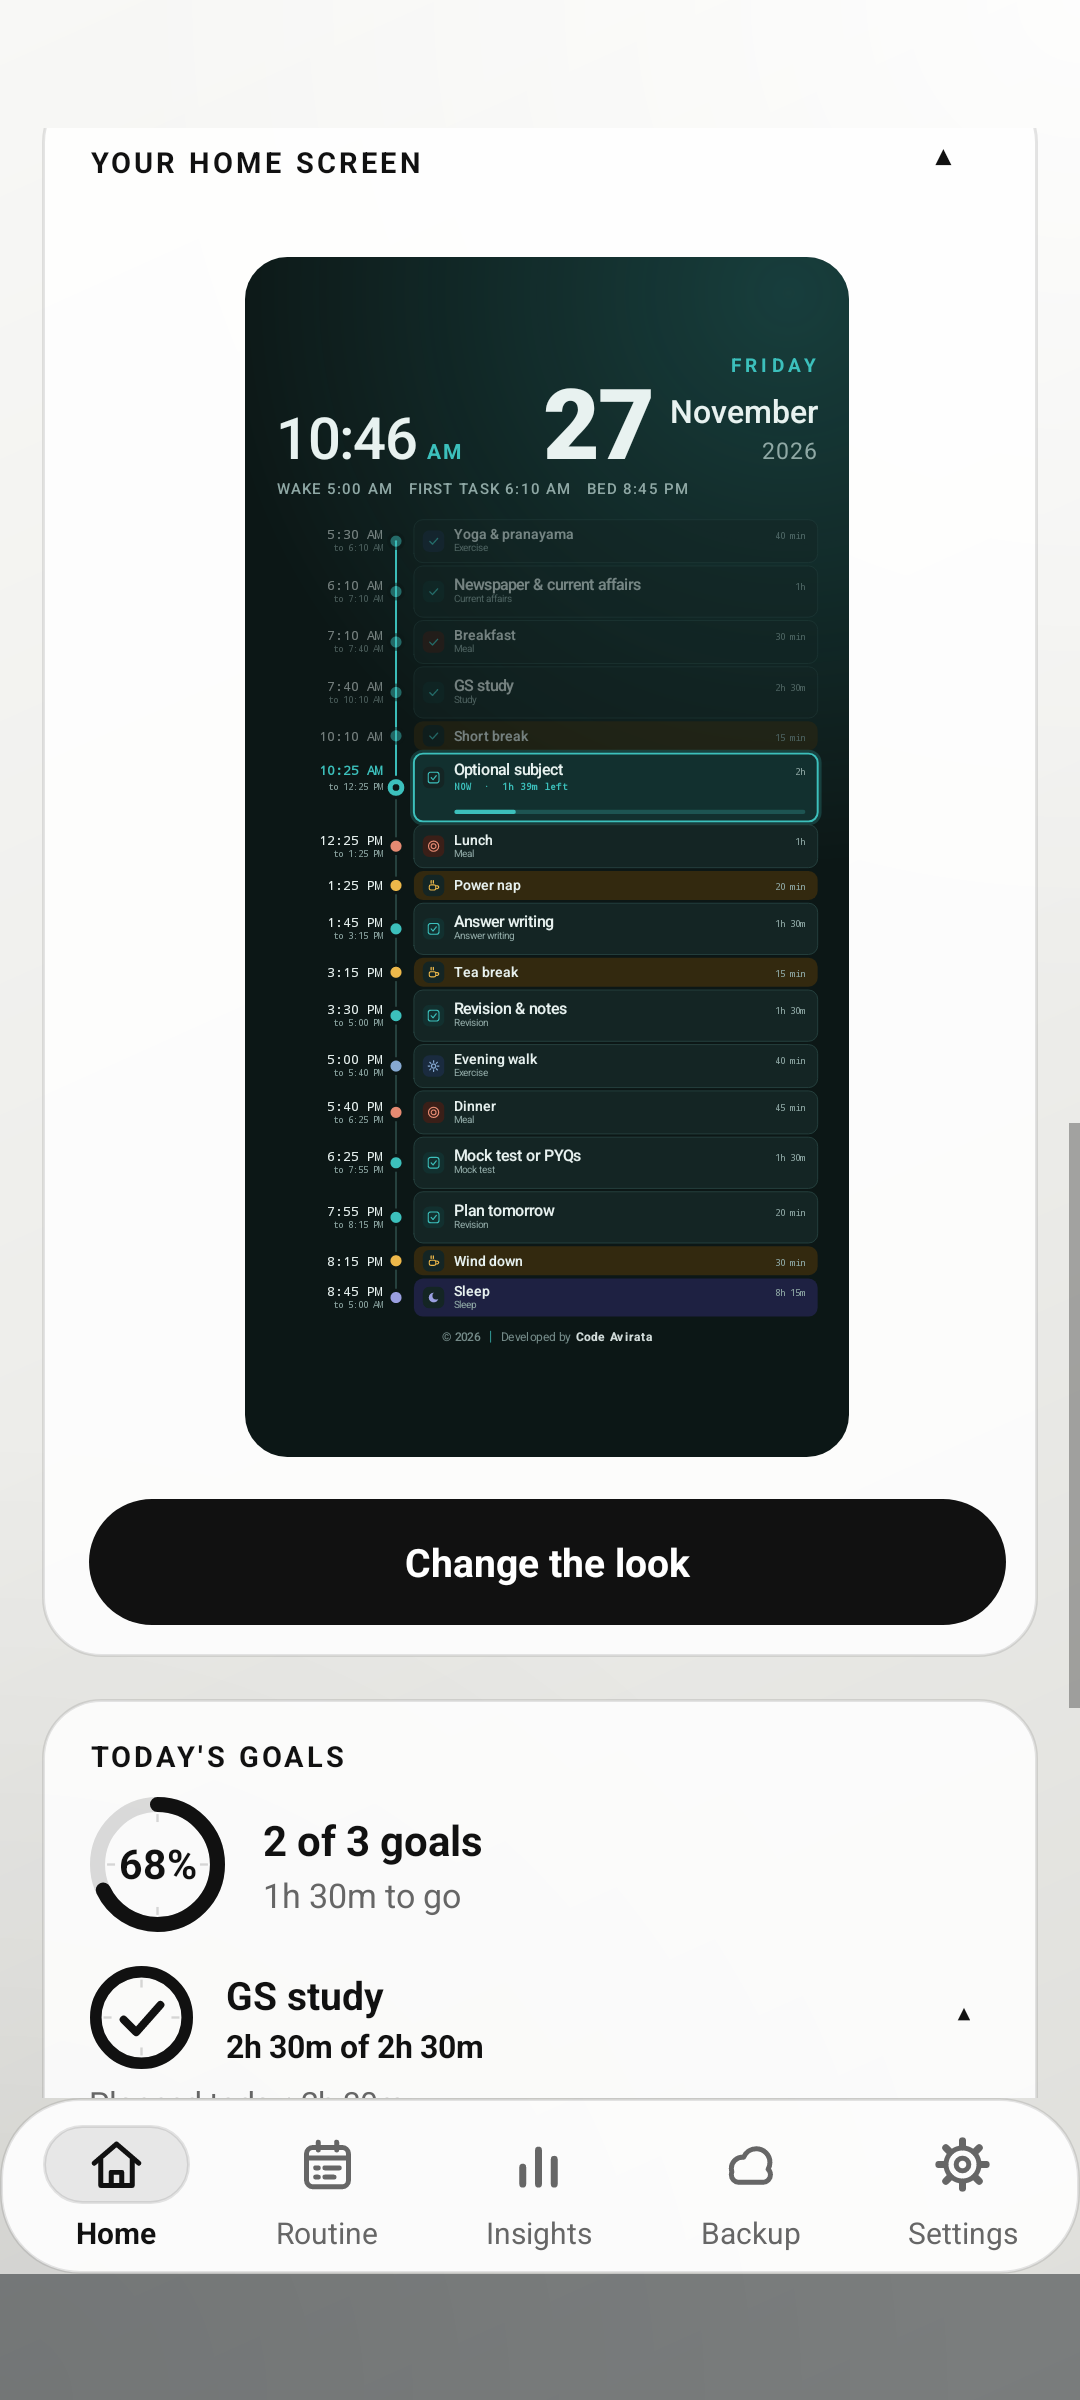 YOUR HOME SCREEN ▲
FRIDAY
10:46 AM 27 November
2026
WAKE 5:00 AM FIRST TASK 6:10 AM BED 8:45 PM
5:30 AM Yoga & pranayama 40 min
to 6:10 AM Exercise
6:10 AM Newspaper & current affairs 1h
to 7:10 AM Current affairs
7:10 AM Breakfast 30 min
to 7:40 AM Meal
7:40 AM GS study 2h 30m
to 10:10 AM Study
10:10 AM Short break 15 min
10:25 AM Optional subject 2h
to 12:25 PM NOW · 1h 39m left
12:25 PM Lunch 1h
to 1:25 PM Meal
1:25 PM Power nap 20 min
1:45 PM Answer writing 1h 30m
to 3:15 PM Answer writing
3:15 PM Tea break 15 min
3:30 PM Revision & notes 1h 30m
to 5:00 PM Revision
5:00 PM Evening walk 40 min
to 5:40 PM Exercise
5:40 PM Dinner 45 min
to 6:25 PM Meal
6:25 PM Mock test or PYQs 1h 30m
to 7:55 PM Mock test
7:55 PM Plan tomorrow 20 min
to 8:15 PM Revision
8:15 PM Wind down 30 min
8:45 PM Sleep 8h 15m
to 5:00 AM Sleep
© 2026 | Developed by Code Avirata
Change the look
TODAY'S GOALS
68% 2 of 3 goals
1h 30m to go
GS study ▲
2h 30m of 2h 30m
Home Routine Insights Backup Settings